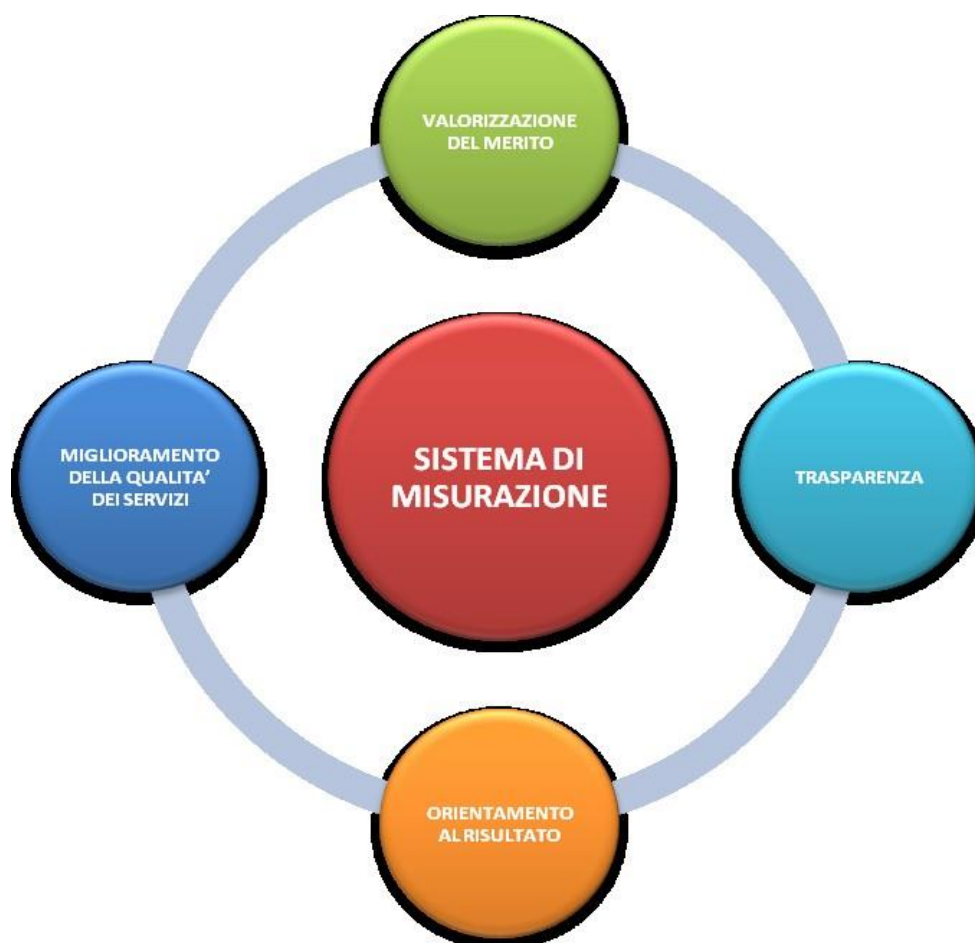 VALORIZZAZIONE
DEL MERITO
MIGLIORAMENTO
DELLA QUALITA’
DEI SERVIZI
SISTEMA DI
MISURAZIONE
TRASPARENZA
ORIENTAMENTO
AL RISULTATO